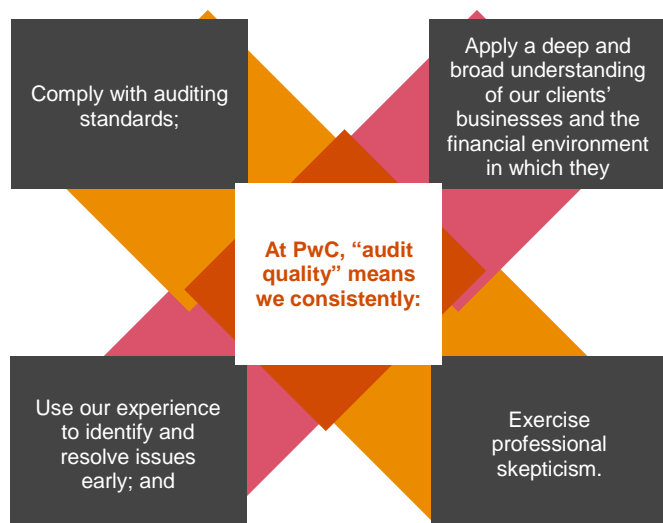 Comply with auditing
standards;
Apply a deep and
broad understanding
of our clients’
businesses and the
financial environment
in which they
At PwC, “audit
quality” means
we consistently:
Use our experience
to identify and
resolve issues
early; and
Exercise
professional
skepticism.